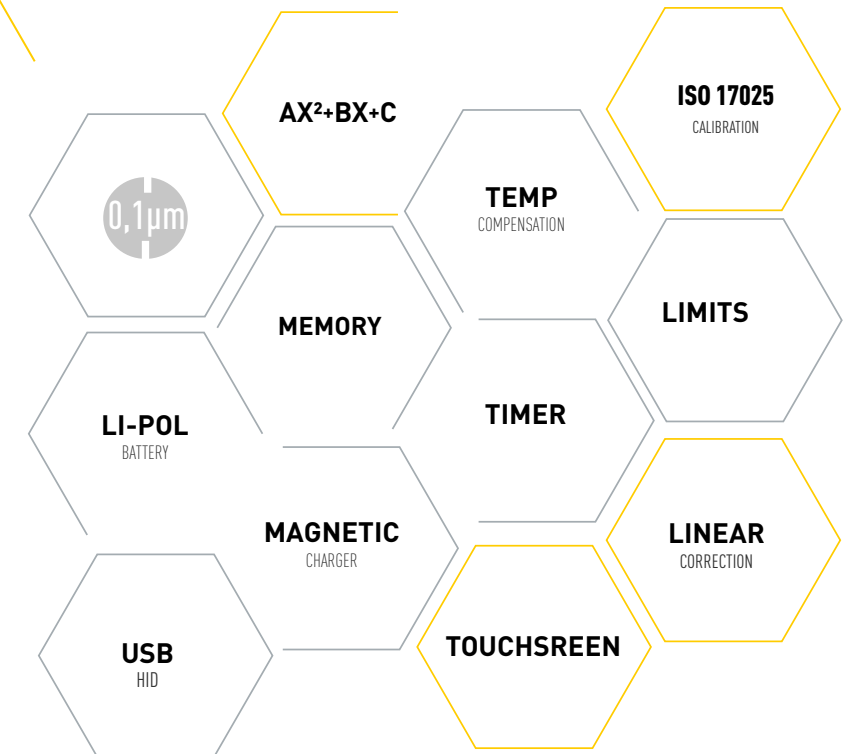 AX²+BX+C
ISO 17025
CALIBRATION
0,1µm
TEMP
COMPENSATION
MEMORY
LIMITS
LI-POL
BATTERY
TIMER
MAGNETIC
CHARGER
LINEAR
CORRECTION
USB
HID
TOUCHSREEN